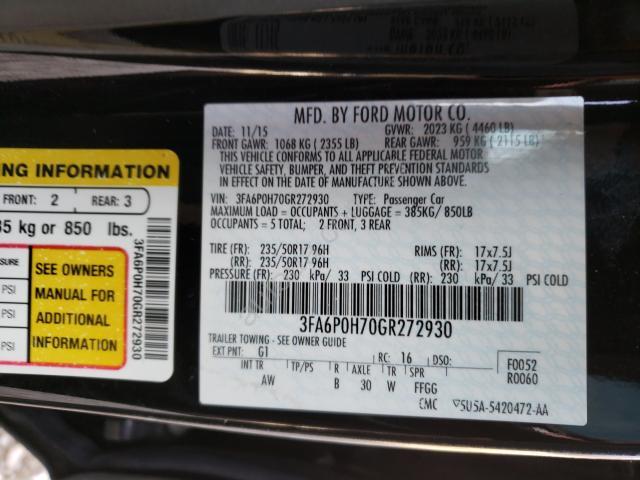 MFD. BY FORD MOTOR CO.
11/15 GVWR: 2023 KG ( 4460 LB)
FRONT GAWR: 1068 KG ( 2355 LB) REAR GAWR: 959 KG ( 2115 LB)
THIS VEHICLE CONFORMS TO ALL APPLICABLE FEDERAL MOTOR
VEHICLE SAFETY, BUMPER, AND THEFT PREVENTION STANDARDS
IN EFFECT ON THE DATE OF MANUFACTURE SHOWN ABOVE.
VIN: 3FA6P0H70GR272930 TYPE: Passenger Car
MAXIMUM LOAD = OCCUPANTS + LUGGAGE = 385KG/ 850LB
OCCUPANTS = 5 TOTAL; 2 FRONT, 3 REAR
TIRE (FR): 235/50R17 96H RIMS (FR): 17x7.5J
(RR): 235/50R17 96H (RR): 17x7.5J
PRESSURE (FR): 230 kPa/ 33 PSI COLD (RR): 230 kPa/ 33 PSI COLD
3FA6P0H70GR272930
TRAILER TOWING - SEE OWNER GUIDE
EXT PNT: G1 RC: 16 DSO: F0052
INT TR TP/PS R AXLE TR SPR R0060
AW B 30 W FFGG
CMC 5U5A-5420472-AA
NG INFORMATION
FRONT: 2 REAR: 3
85 kg or 850 lbs.
SSURE
PSI
PSI
PSI
SEE OWNERS
MANUAL FOR
ADDITIONAL
INFORMATION
3FA6P0H70GR272930